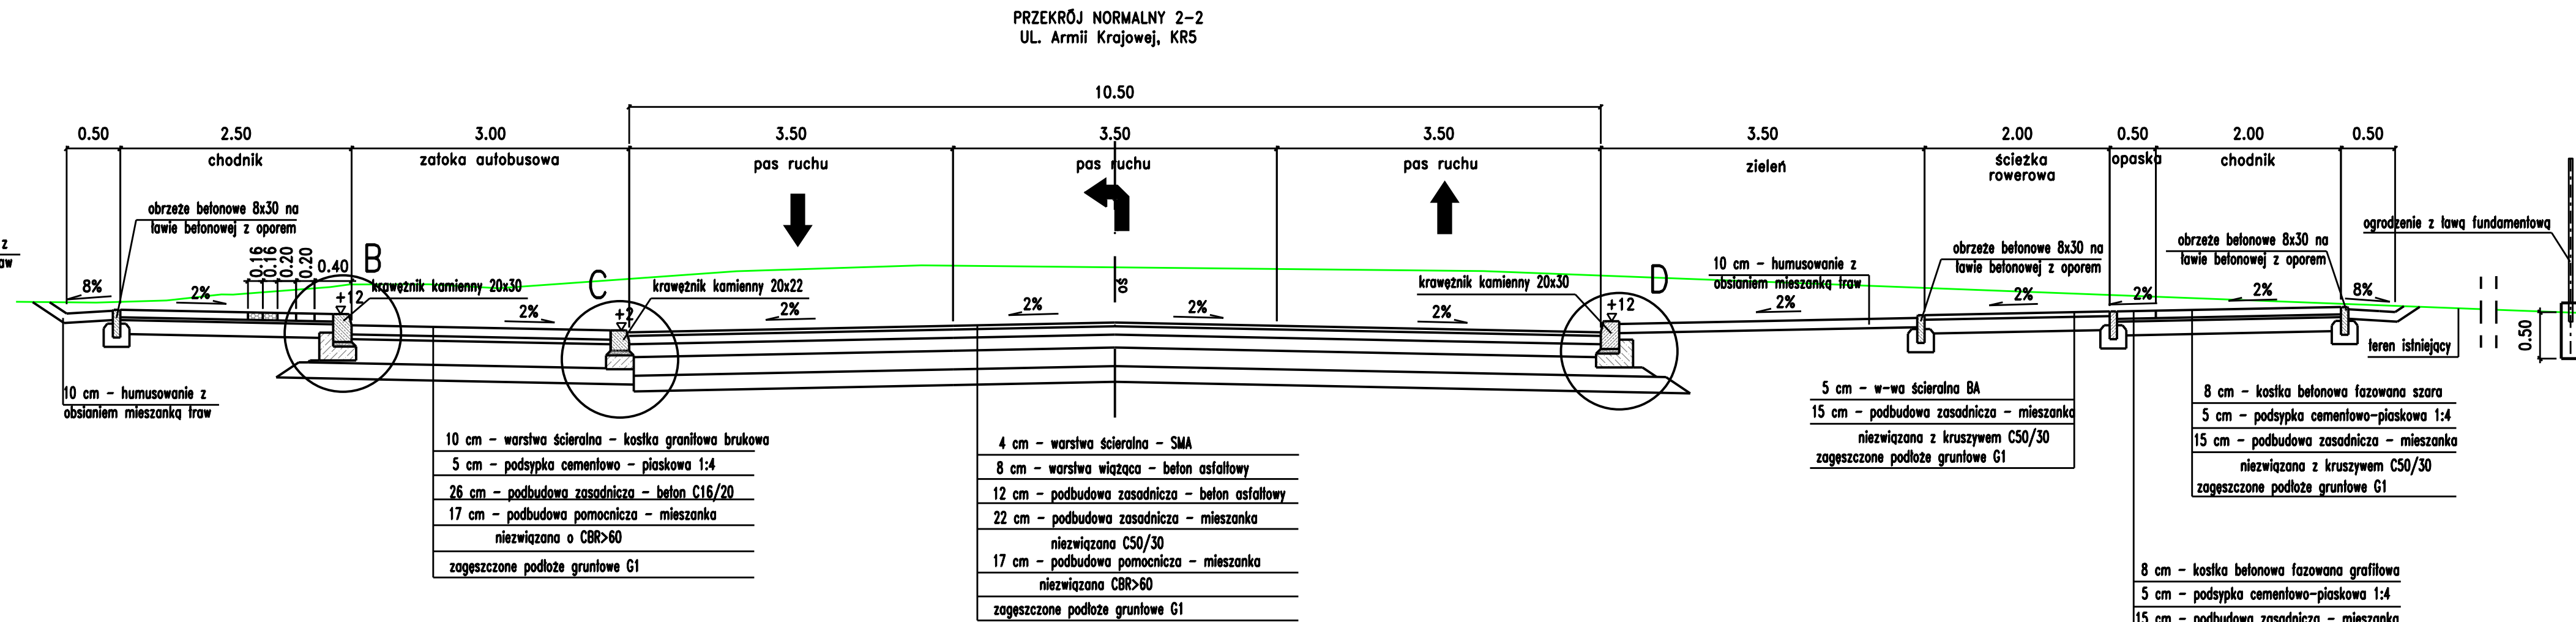 PRZEKRÓJ NORMALNY 2-2
UL. Armii Krajowej, KR5
10.50
0.50
2.50
3.00
3.50
3.50
3.50
3.50
2.00
0.50
2.00
0.50
chodnik
zatoka autobusowa
pas ruchu
pas ruchu
pas ruchu
zieleń
ścieżka
rowerowa
opaska
chodnik
obrzeże betonowe 8x30 na
ławie betonowej z oporem
z
0.16
0.16
0.20
0.20
0.40
B
C
D
oś
8%
2%
+12
krawężnik kamienny 20x30
2%
+2
krawężnik kamienny 20x22
2%
2%
2%
2%
krawężnik kamienny 20x30
+12
10 cm - humusowanie z
obsianiem mieszanką traw
2%
obrzeże betonowe 8x30 na
ławie betonowej z oporem
2%
2%
obrzeże betonowe 8x30 na
ławie betonowej z oporem
2%
8%
ogrodzenie z ławą fundamentową
teren istniejący
0.50
10 cm - humusowanie z
obsianiem mieszanką traw
10 cm - warstwa ścieralna - kostka granitowa brukowa
5 cm - podsypka cementowo - piaskowa 1:4
26 cm - podbudowa zasadnicza - beton C16/20
17 cm - podbudowa pomocnicza - mieszanka
niezwiązana o CBR>60
zagęszczone podłoże gruntowe G1
4 cm - warstwa ścieralna - SMA
8 cm - warstwa wiążąca - beton asfaltowy
12 cm - podbudowa zasadnicza - beton asfaltowy
22 cm - podbudowa zasadnicza - mieszanka
niezwiązana C50/30
17 cm - podbudowa pomocnicza - mieszanka
niezwiązana CBR>60
zagęszczone podłoże gruntowe G1
5 cm - w-wa ścieralna BA
15 cm - podbudowa zasadnicza - mieszanka
niezwiązana z kruszywem C50/30
zagęszczone podłoże gruntowe G1
8 cm - kostka betonowa fazowana szara
5 cm - podsypka cementowo-piaskowa 1:4
15 cm - podbudowa zasadnicza - mieszanka
niezwiązana z kruszywem C50/30
zagęszczone podłoże gruntowe G1
8 cm - kostka betonowa fazowana grafitowa
5 cm - podsypka cementowo-piaskowa 1:4
15 cm - podbudowa zasadnicza - mieszanka